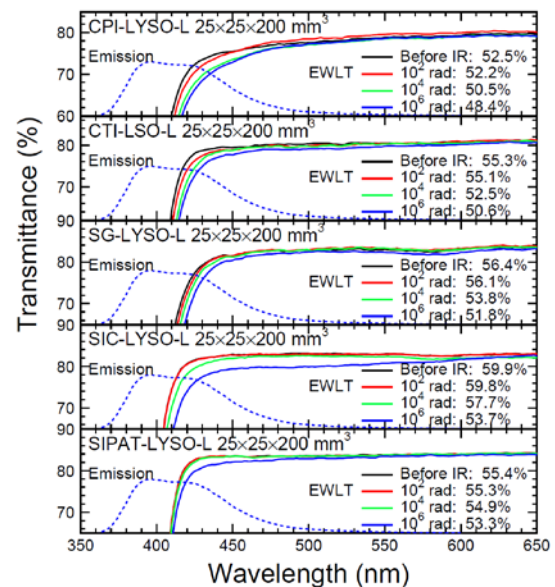 CPI-LYSO-L 25×25×200 mm³
80
Emission
Before IR: 52.5%
EWLT 10² rad: 52.2%
70
10⁴ rad: 50.5%
10⁶ rad: 48.4%
60
CTI-LSO-L 25×25×200 mm³
80
Emission
Before IR: 55.3%
EWLT 10² rad: 55.1%
70
10⁴ rad: 52.5%
10⁶ rad: 50.6%
90
SG-LYSO-L 25×25×200 mm³
80
Emission
Before IR: 56.4%
EWLT 10² rad: 56.1%
70
10⁴ rad: 53.8%
10⁶ rad: 51.8%
90
SIC-LYSO-L 25×25×200 mm³
80
Emission
Before IR: 59.9%
EWLT 10² rad: 59.8%
70
10⁴ rad: 57.7%
10⁶ rad: 53.7%
90
SIPAT-LYSO-L 25×25×200 mm³
80
Emission
Before IR: 55.4%
EWLT 10² rad: 55.3%
70
10⁴ rad: 54.9%
10⁶ rad: 53.3%
350 400 450 500 550 600 650
Wavelength (nm)
Transmittance (%)